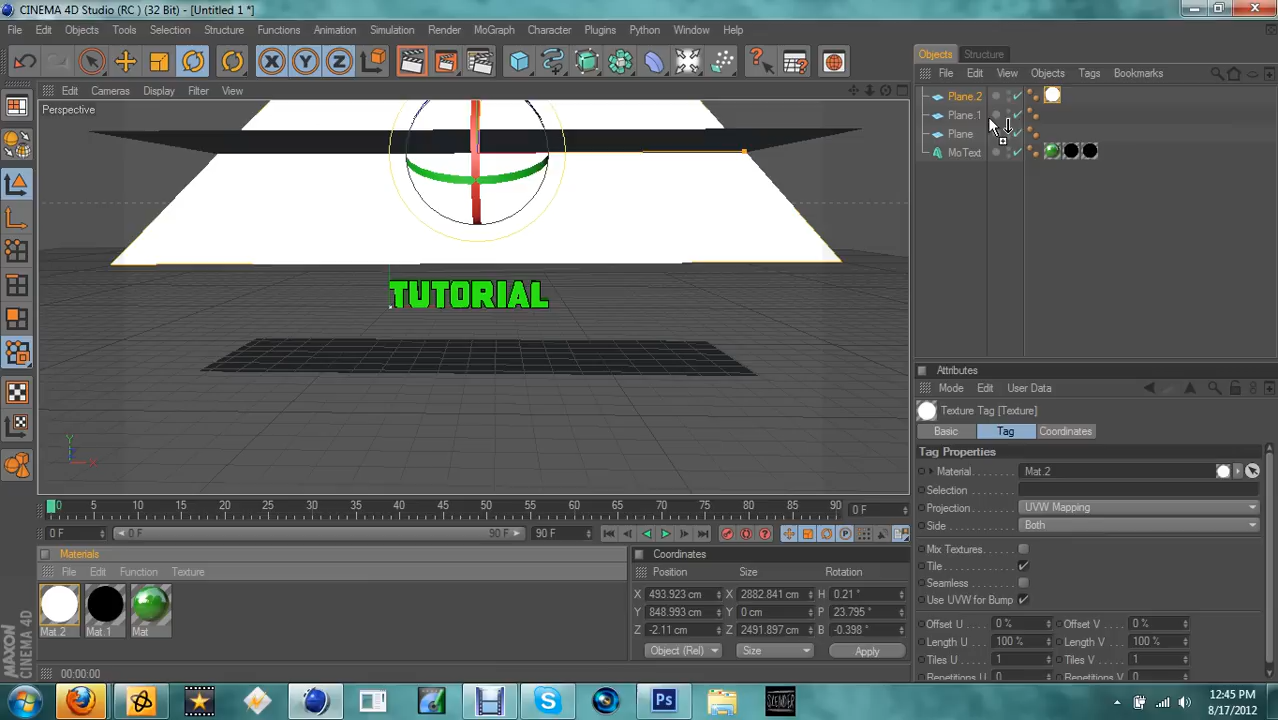 CINEMA 4D Studio (RC ) (32 Bit) - [Untitled 1 *]
File Edit Objects Tools Selection Structure Functions Animation Simulation Render MoGraph Character Plugins Python Window Help
X Y Z
Edit Cameras Display Filter View
Perspective
TUTORIAL
Y
X
Objects Structure
File Edit View Objects Tags Bookmarks
Plane.2
Plane.1
Plane
MoText
Attributes
Mode Edit User Data
Texture Tag [Texture]
Basic Tag Coordinates
Tag Properties
Material Mat.2
Selection
Projection UVW Mapping
Side Both
Mix Textures
Tile
Seamless
Use UVW for Bump
Offset U 0 % Offset V 0 %
Length U 100 % Length V 100 %
Tiles U 1 Tiles V 1
Repetitions U 0 Repetitions V 0
0 5 10 15 20 25 30 35 40 45 50 55 60 65 70 75 80 85 90 0 F
0 F 0 F 90 F 90 F
Materials
File Edit Function Texture
Mat.2 Mat.1 Mat
Coordinates
Position Size Rotation
X 493.923 cm X 2882.841 cm H 0.21 °
Y 848.993 cm Y 0 cm P 23.795 °
Z -2.11 cm Z 2491.897 cm B -0.398 °
Object (Rel) Size Apply
MAXON
CINEMA 4D
00:00:00
Ps
SLENDER
12:45 PM
8/17/2012